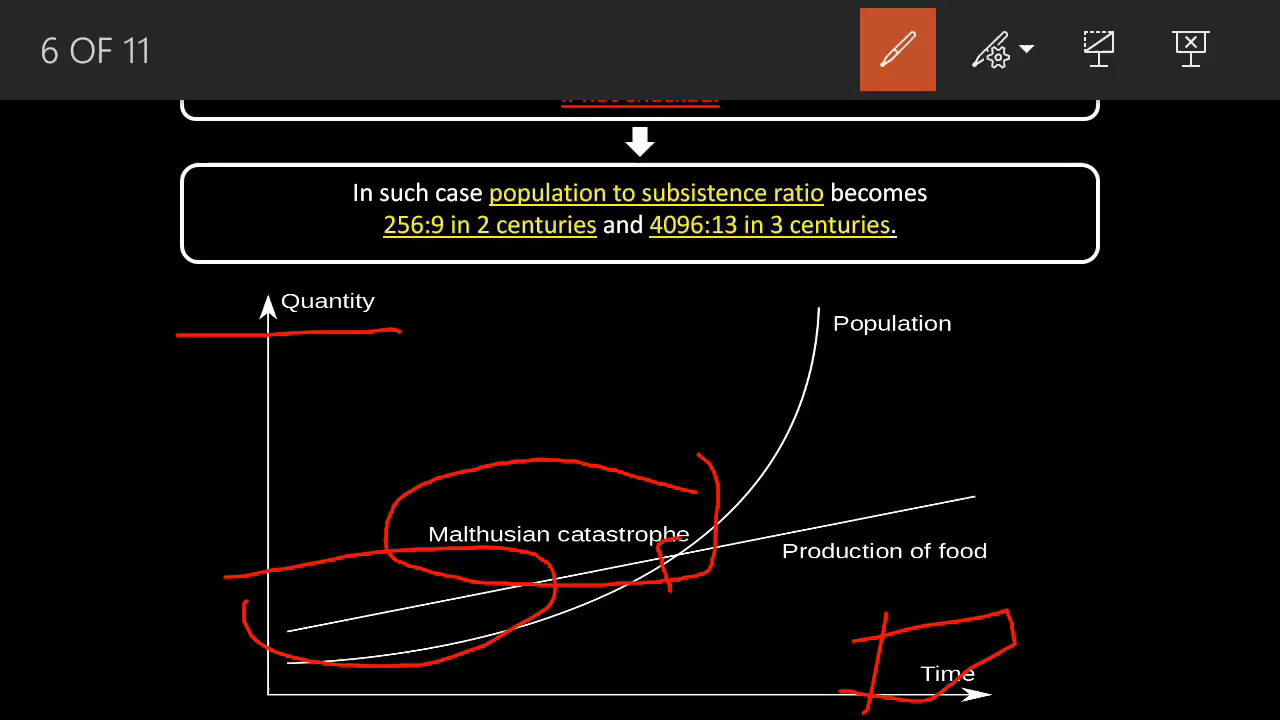 6 OF 11
In such case population to subsistence ratio becomes
256:9 in 2 centuries and 4096:13 in 3 centuries.
Quantity
Population
Malthusian catastrophe
Production of food
Time